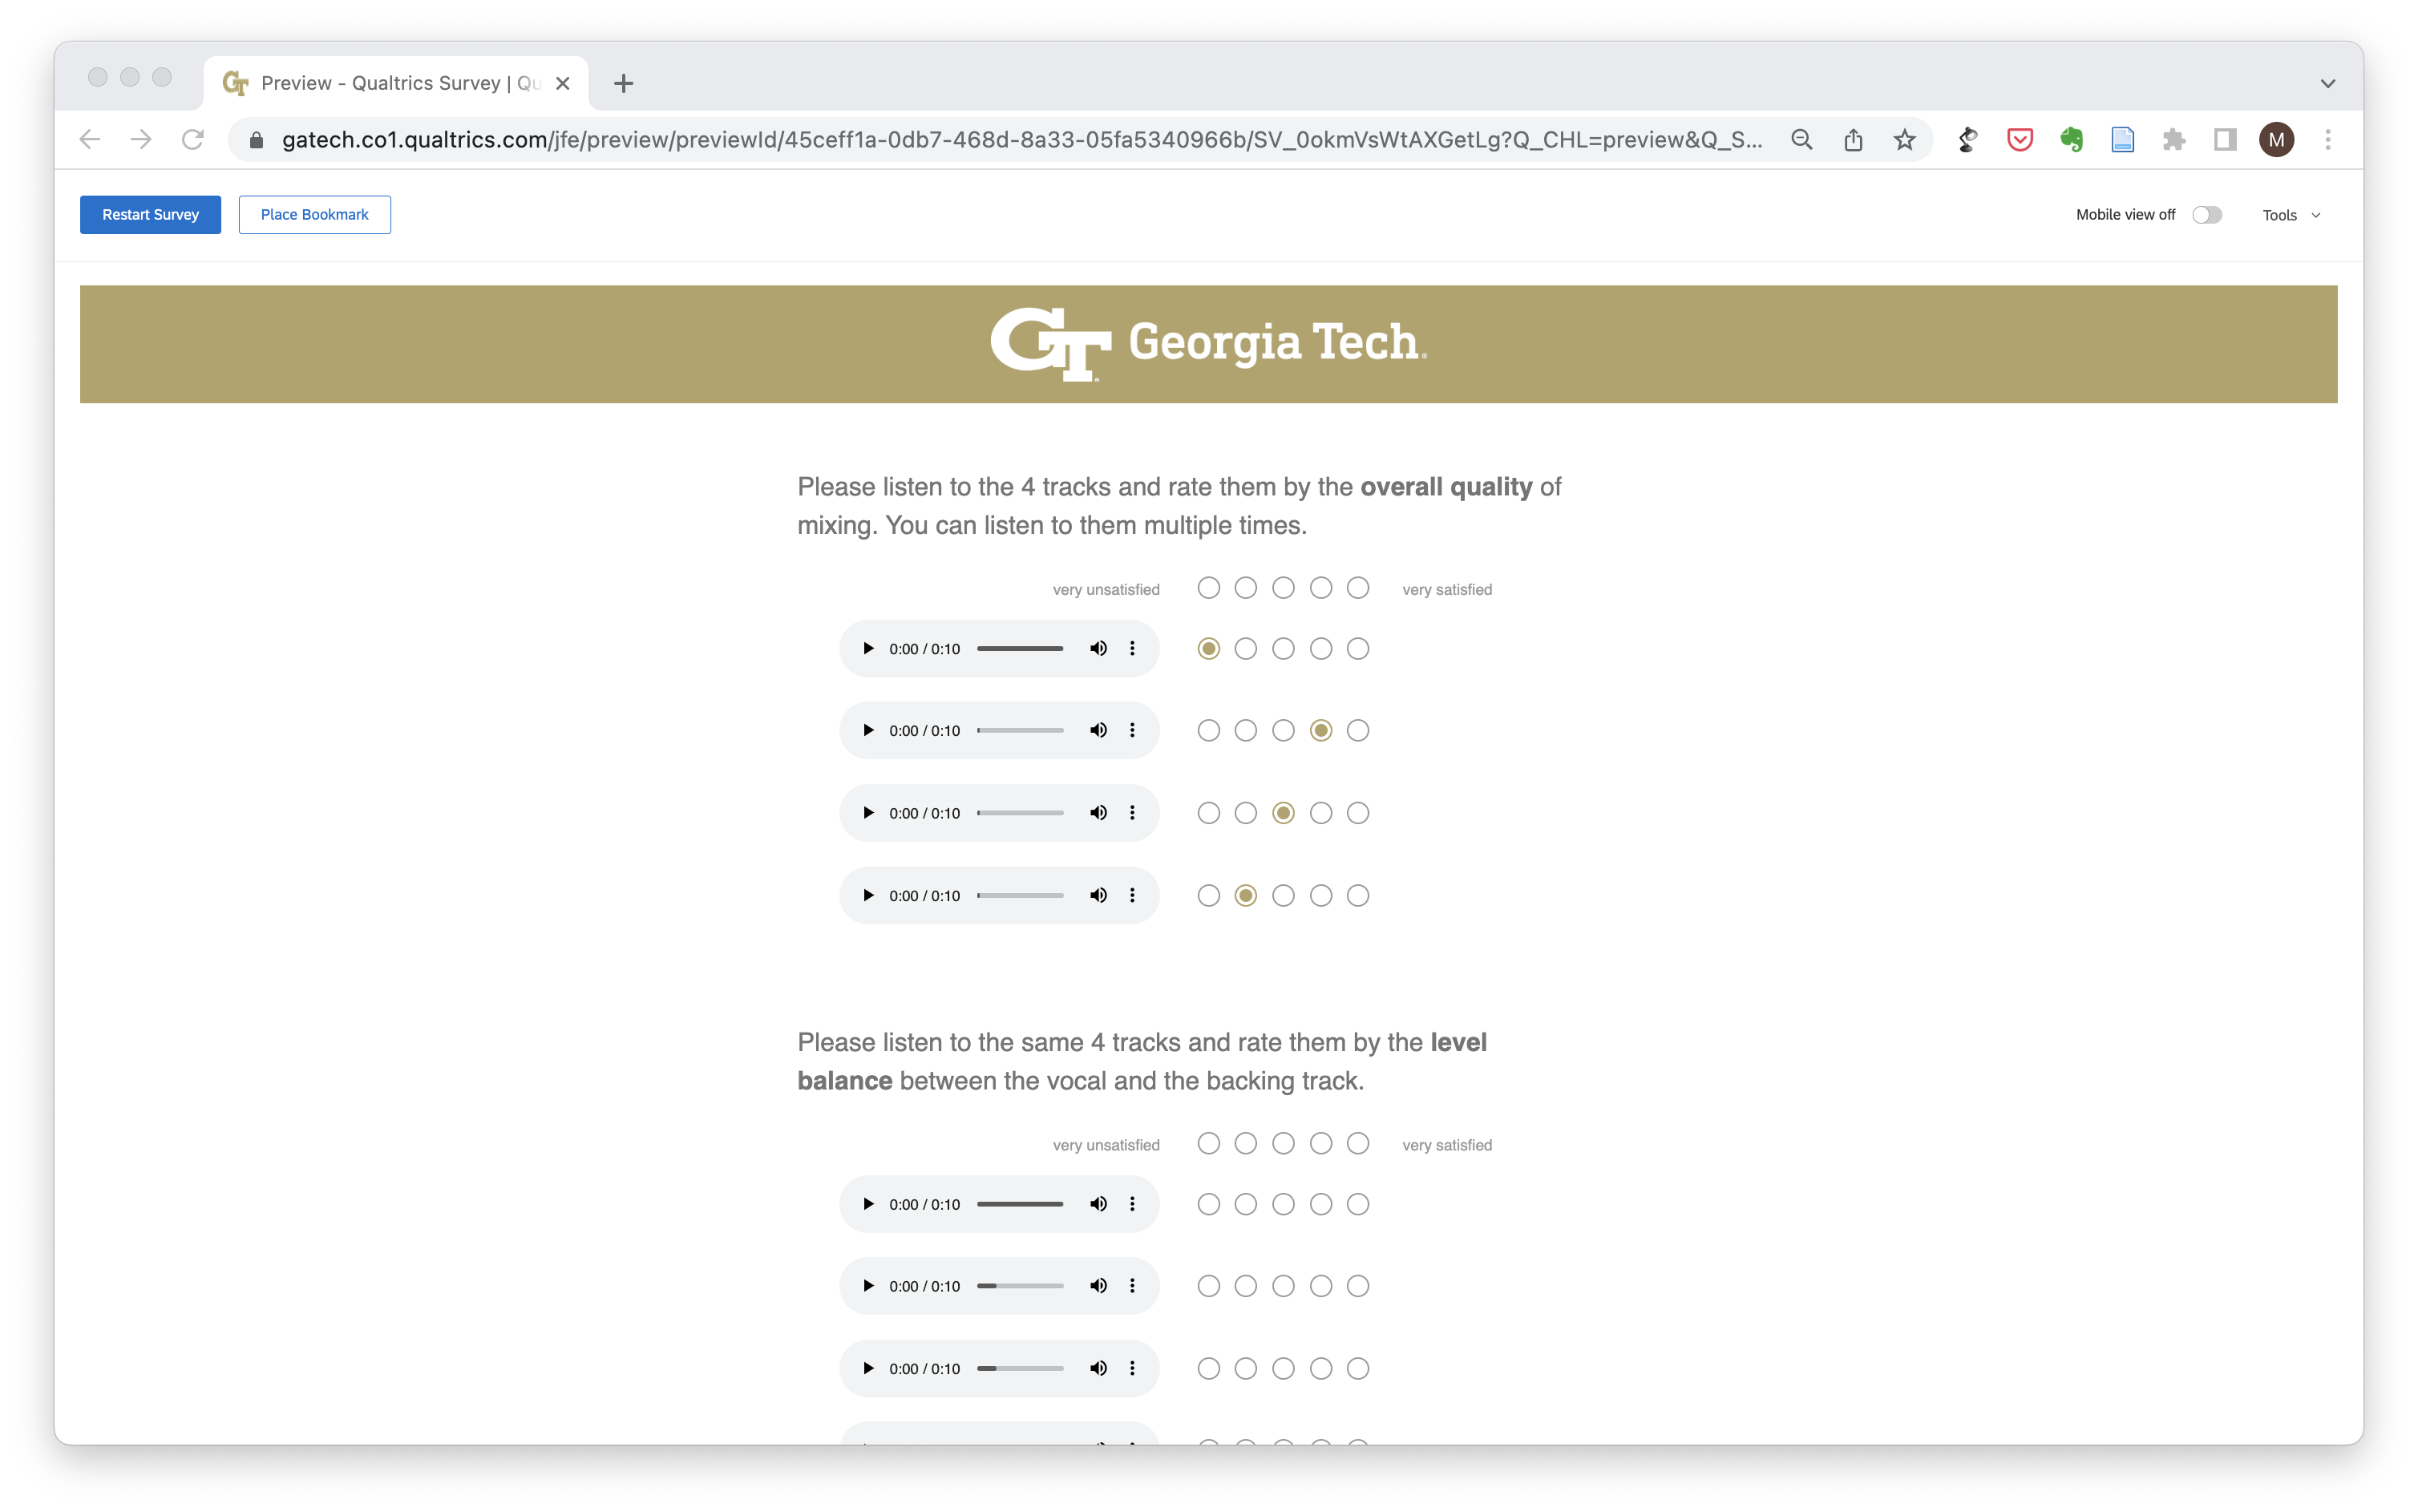 Preview - Qualtrics Survey | Qu
gatech.co1.qualtrics.com/jfe/preview/previewId/45ceff1a-0db7-468d-8a33-05fa5340966b/SV_0okmVsWtAXGetLg?Q_CHL=preview&Q_S...
M
Restart Survey
Place Bookmark
Mobile view off
Tools
GT Georgia Tech.
Please listen to the 4 tracks and rate them by the overall quality of
mixing. You can listen to them multiple times.
very unsatisfied
very satisfied
0:00 / 0:10
0:00 / 0:10
0:00 / 0:10
0:00 / 0:10
Please listen to the same 4 tracks and rate them by the level
balance between the vocal and the backing track.
very unsatisfied
very satisfied
0:00 / 0:10
0:00 / 0:10
0:00 / 0:10